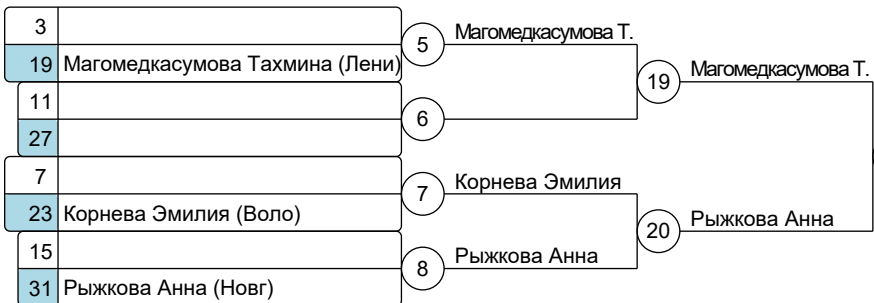 3
19 Магомедкасумова Тахмина (Лени)
11
27
7
23 Корнева Эмилия (Воло)
15
31 Рыжкова Анна (Новг)
5
6
7
8
Магомедкасумова Т.
Корнева Эмилия
Рыжкова Анна
19
20
Магомедкасумова Т.
Рыжкова Анна